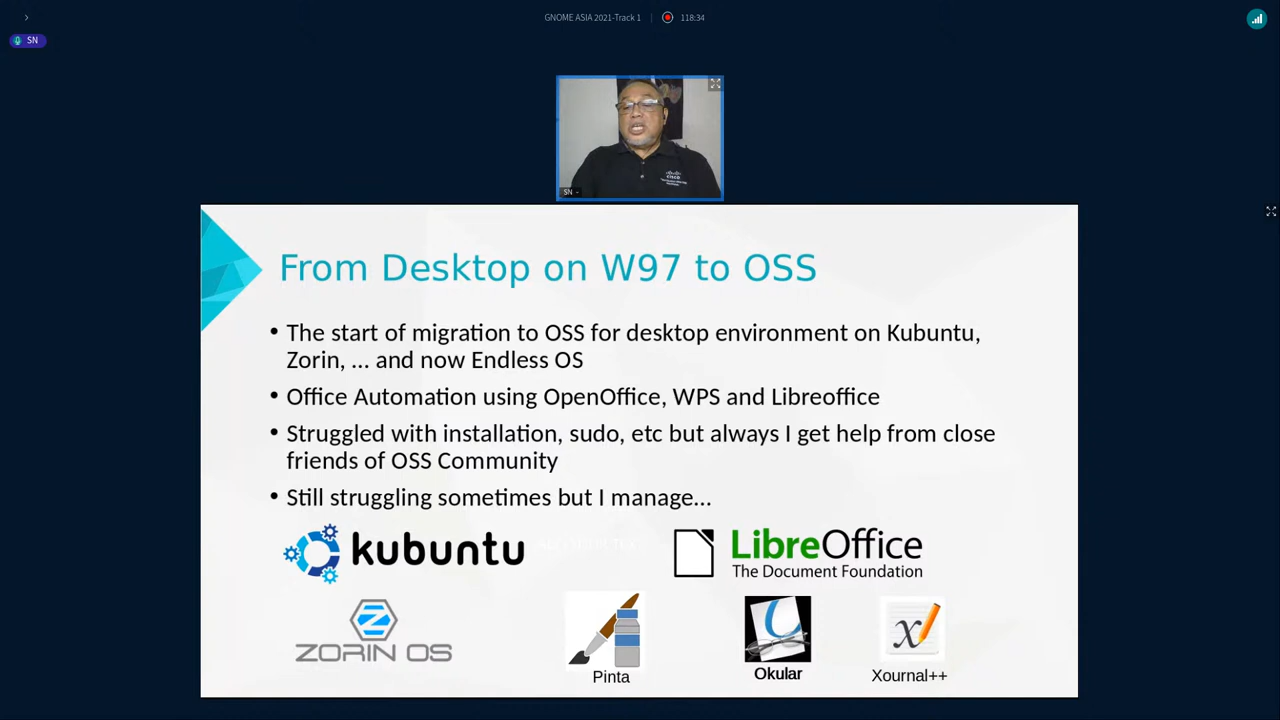 GNOME ASIA 2021-Track 1
118:34
SN
SN
cisco
From Desktop on W97 to OSS
• The start of migration to OSS for desktop environment on Kubuntu,
Zorin, ... and now Endless OS
• Office Automation using OpenOffice, WPS and Libreoffice
• Struggled with installation, sudo, etc but always I get help from close
friends of OSS Community
• Still struggling sometimes but I manage...
kubuntu
LibreOffice
The Document Foundation
ZORIN OS
Pinta
Okular
Xournal++